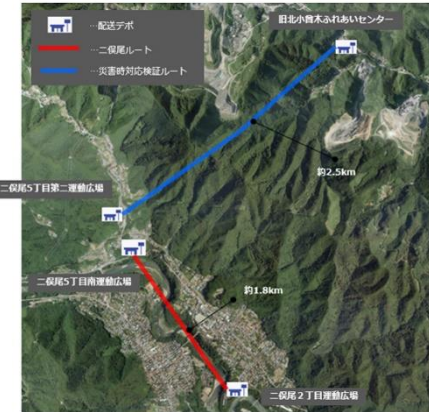 …配送デポ
…二俣尾ルート
…災害時対応検証ルート
旧北小曾木ふれあいセンター
約2.5km
二俣尾5丁目第二運動広場
二俣尾5丁目南運動広場
約1.8km
二俣尾2丁目運動広場